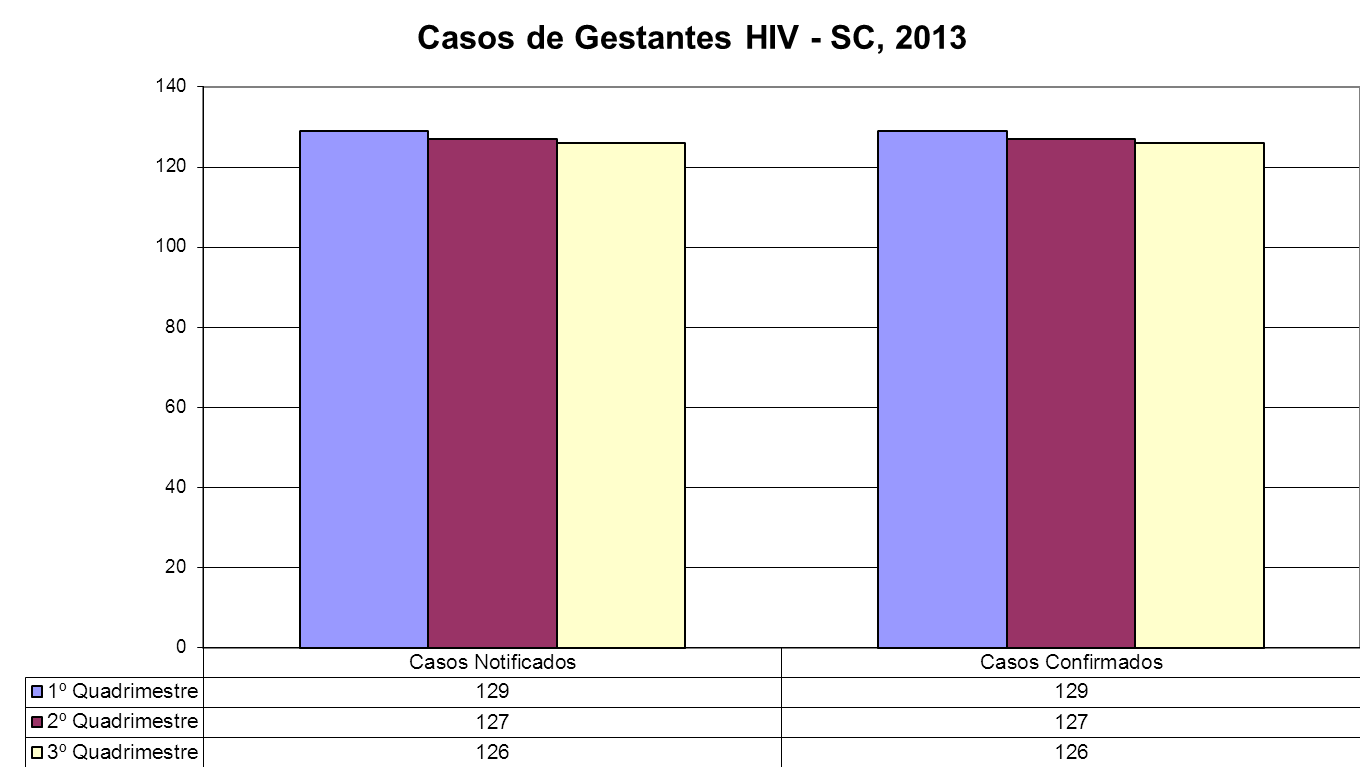 Casos de Gestantes HIV - SC, 2013
140
120
100
80
60
40
20
0
Casos Notificados Casos Confirmados
1º Quadrimestre 129 129
2º Quadrimestre 127 127
3º Quadrimestre 126 126